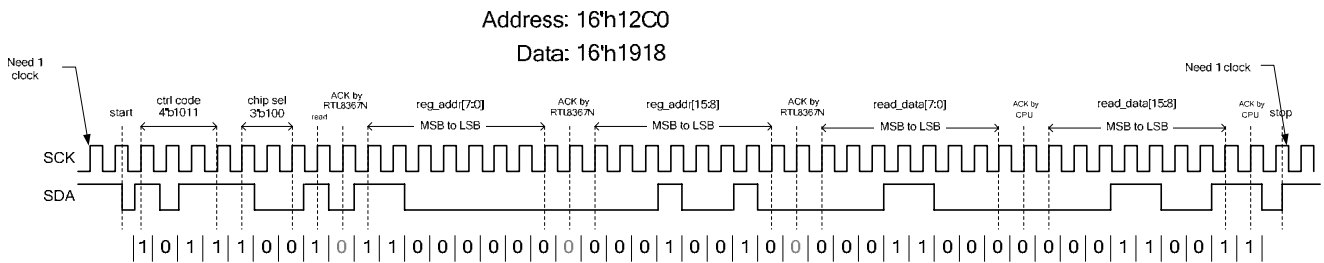 Address: 16'h12C0
Data: 16'h1918
Need 1
clock
Need 1 clock
start
ctrl code
4'b1011
chip sel
3'b100
read
ACK by
RTL8367N
reg_addr[7:0]
MSB to LSB
ACK by
RTL8367N
reg_addr[15:8]
MSB to LSB
ACK by
RTL8367N
read_data[7:0]
MSB to LSB
ACK by
CPU
read_data[15:8]
MSB to LSB
ACK by
CPU
stop
SCK
SDA
1 0 1 1 1 0 0 1 0 1 1 0 0 0 0 0 0 0 0 0 0 1 0 0 1 0 0 0 0 0 1 1 0 0 0 0 0 0 0 1 1 0 0 1 1